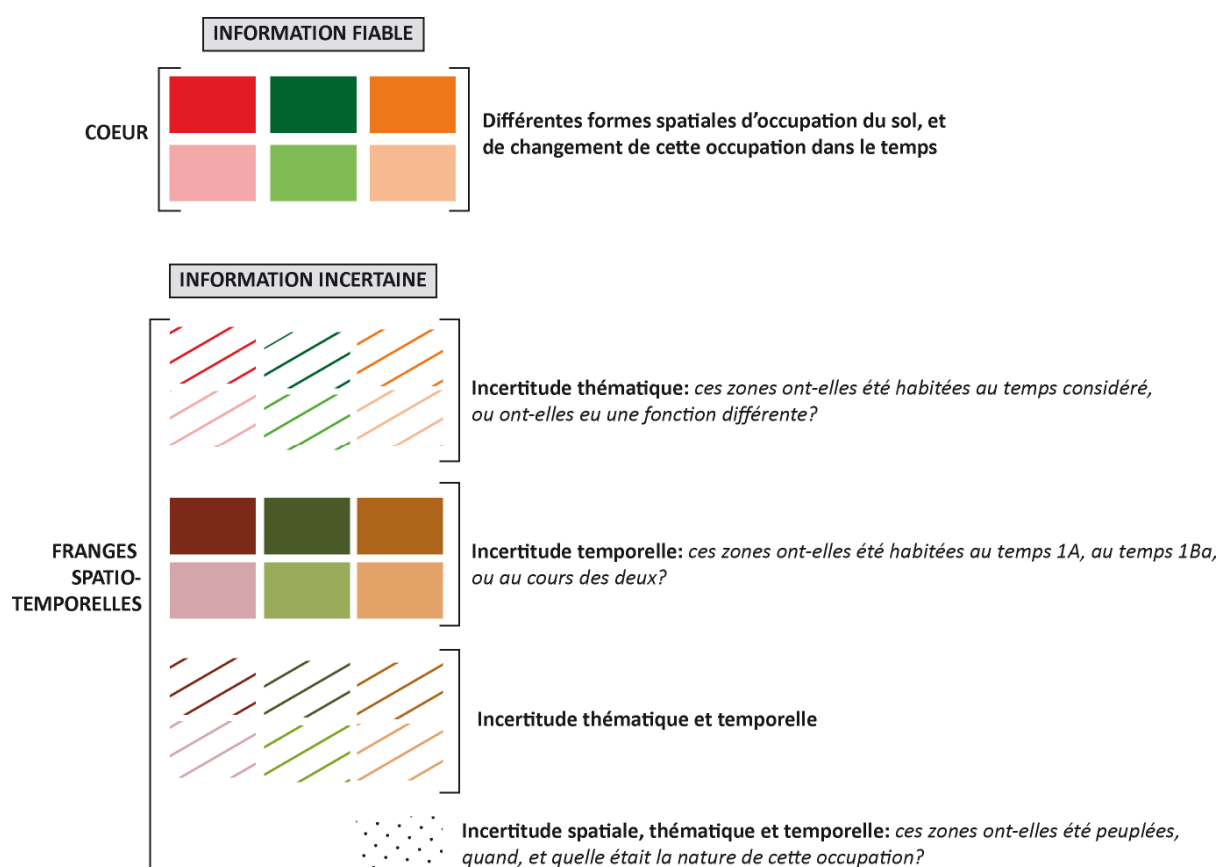 INFORMATION FIABLE
COEUR
Différentes formes spatiales d'occupation du sol, et
de changement de cette occupation dans le temps
INFORMATION INCERTAINE
Incertitude thématique: ces zones ont-elles été habitées au temps considéré,
ou ont-elles eu une fonction différente?
FRANGES
SPATIO-
TEMPORELLES
Incertitude temporelle: ces zones ont-elles été habitées au temps 1A, au temps 1Ba,
ou au cours des deux?
Incertitude thématique et temporelle
Incertitude spatiale, thématique et temporelle: ces zones ont-elles été peuplées,
quand, et quelle était la nature de cette occupation?